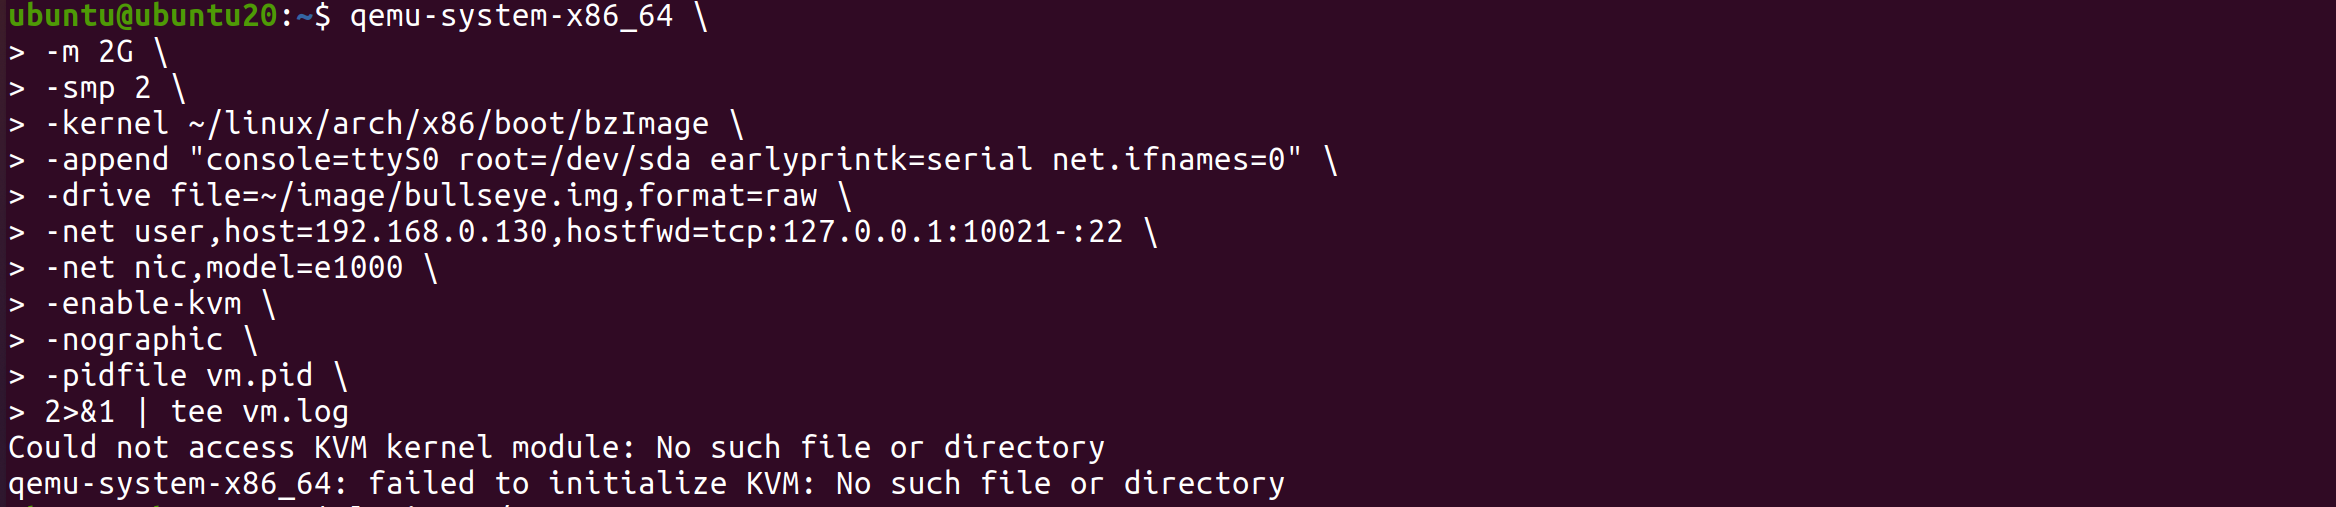 ubuntu@ubuntu20:~$ qemu-system-x86_64 \
> -m 2G \
> -smp 2 \
> -kernel ~/linux/arch/x86/boot/bzImage \
> -append "console=ttyS0 root=/dev/sda earlyprintk=serial net.ifnames=0" \
> -drive file=~/image/bullseye.img,format=raw \
> -net user,host=192.168.0.130,hostfwd=tcp:127.0.0.1:10021-:22 \
> -net nic,model=e1000 \
> -enable-kvm \
> -nographic \
> -pidfile vm.pid \
> 2>&1 | tee vm.log
Could not access KVM kernel module: No such file or directory
qemu-system-x86_64: failed to initialize KVM: No such file or directory